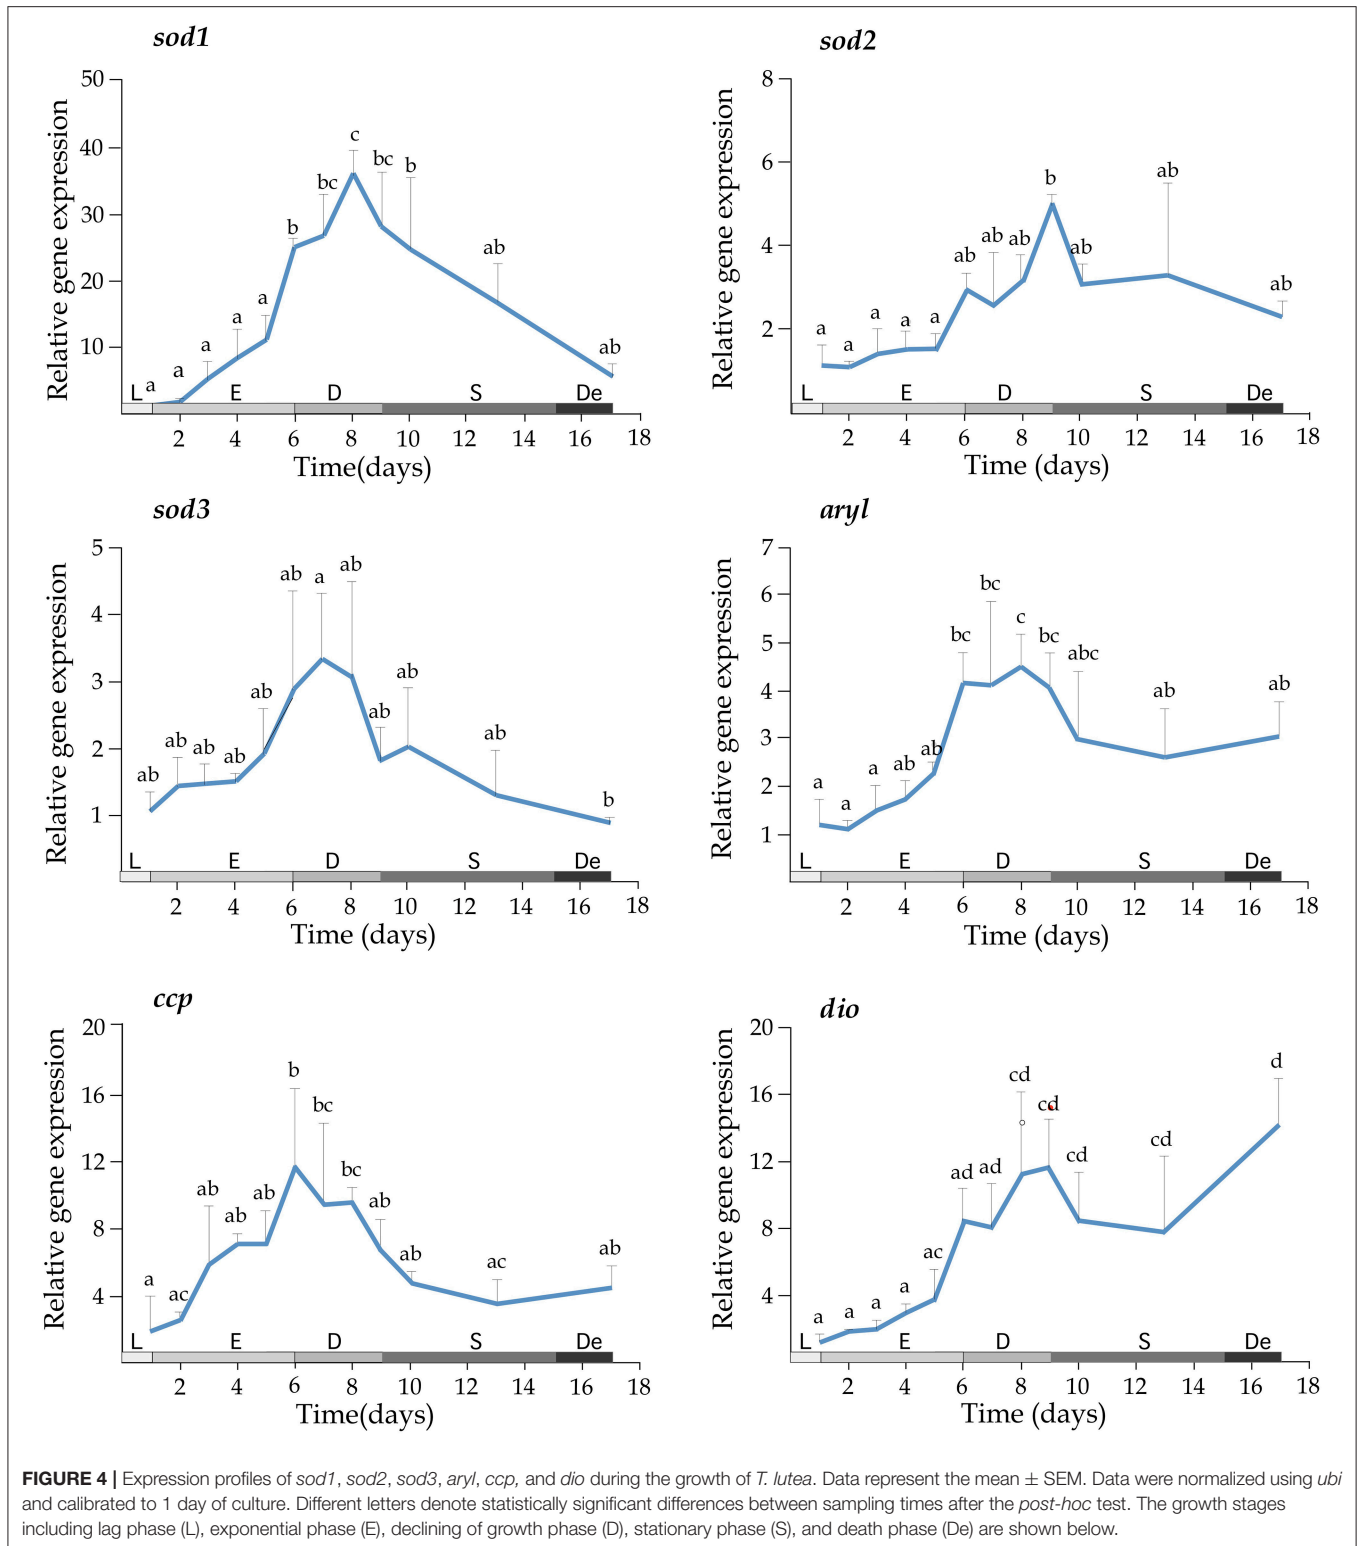 sod1
50
40
30
20
10
Relative gene expression
a
a
a
a
a
b
bc
c
bc
b
ab
ab
L
E
D
S
De
2 4 6 8 10 12 14 16 18
Time(days)
sod2
8
6
4
2
Relative gene expression
a
a
a
a
a
ab
ab
ab
b
ab
ab
ab
L
E
D
S
De
2 4 6 8 10 12 14 16 18
Time (days)
sod3
5
4
3
2
1
Relative gene expression
ab
ab
ab
ab
ab
ab
a
ab
ab
ab
ab
b
L
E
D
S
De
2 4 6 8 10 12 14 16 18
Time (days)
aryl
7
6
5
4
3
2
1
Relative gene expression
a
a
a
ab
ab
bc
bc
c
bc
abc
ab
ab
L
E
D
S
De
2 4 6 8 10 12 14 16 18
Time (days)
ccp
20
16
12
8
4
Relative gene expression
a
ac
ab
ab
ab
b
bc
bc
ab
ab
ac
ab
L
E
D
S
De
2 4 6 8 10 12 14 16 18
Time(days)
dio
20
16
12
8
4
Relative gene expression
a
a
a
a
ac
ad
ad
cd
cd
cd
cd
d
L
E
D
S
De
2 4 6 8 10 12 14 16 18
Time (days)
FIGURE 4 | Expression profiles of sod1, sod2, sod3, aryl, ccp, and dio during the growth of T. lutea. Data represent the mean ± SEM. Data were normalized using ubi
and calibrated to 1 day of culture. Different letters denote statistically significant differences between sampling times after the post-hoc test. The growth stages
including lag phase (L), exponential phase (E), declining of growth phase (D), stationary phase (S), and death phase (De) are shown below.